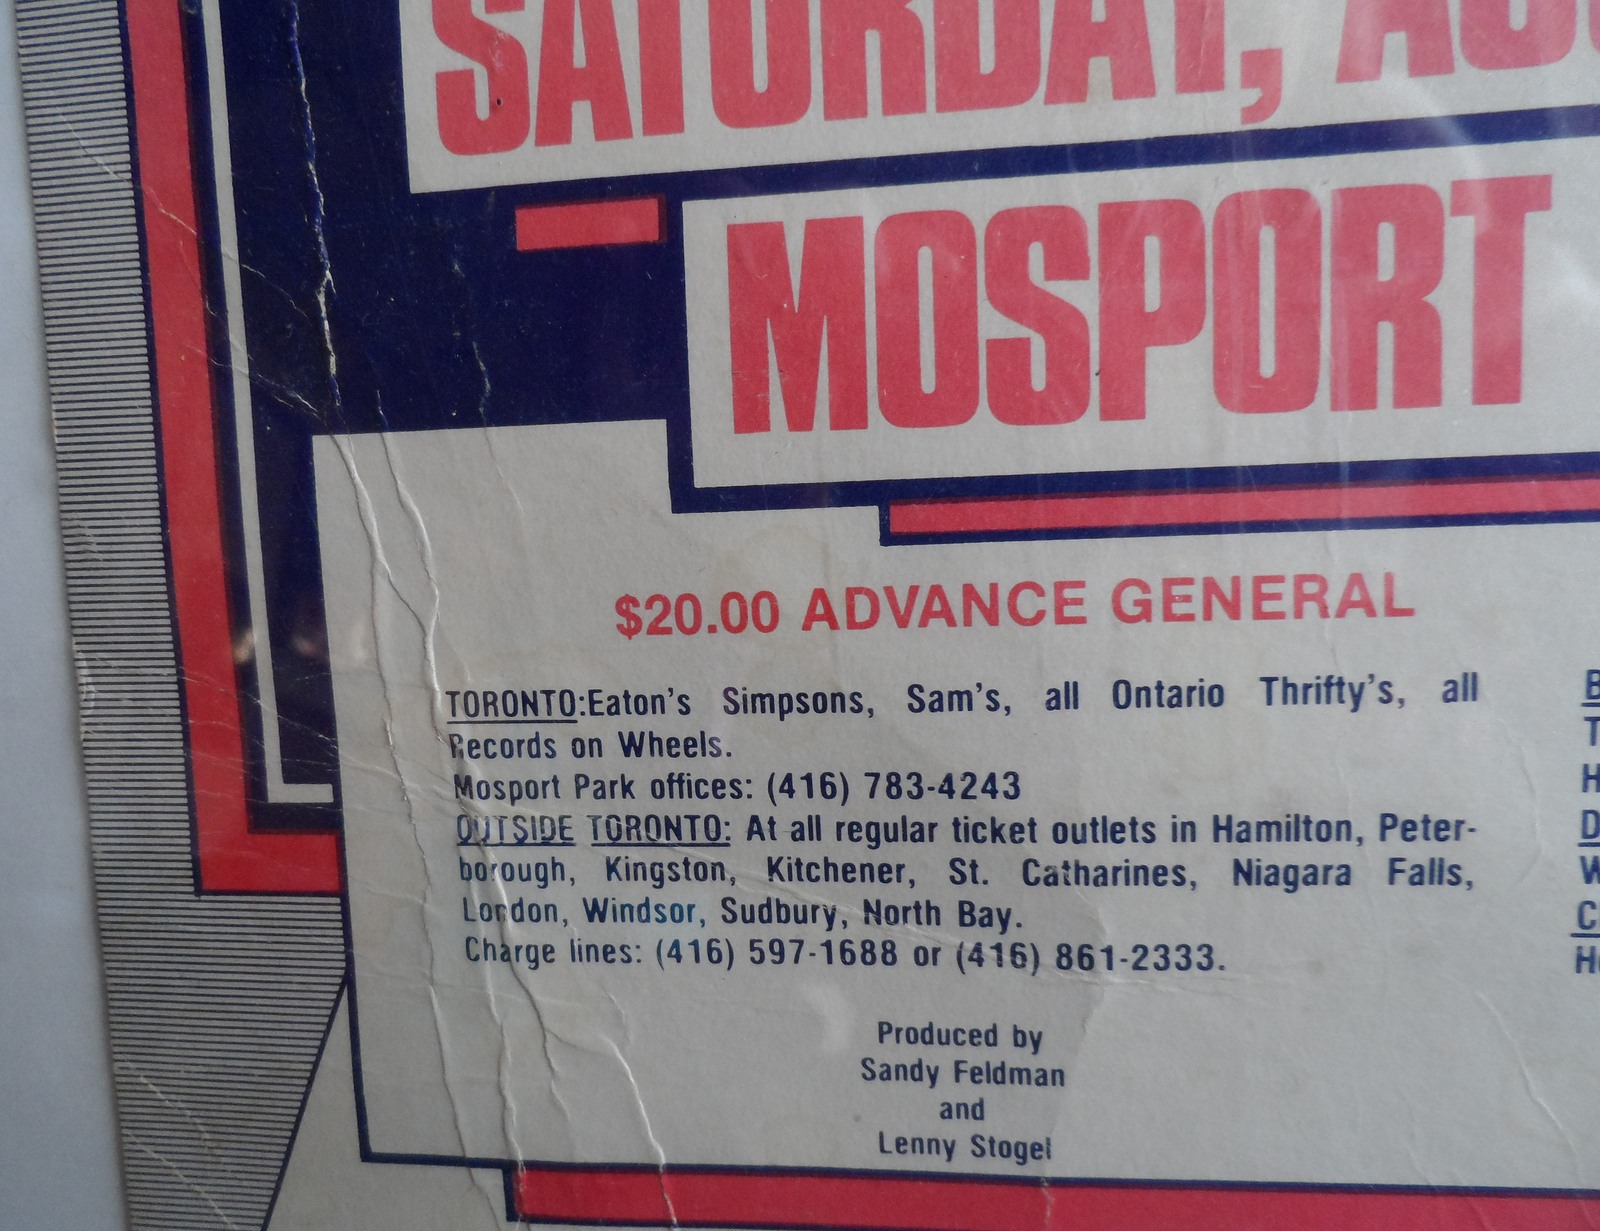 SATURDAY,
MOSPORT
$20.00 ADVANCE GENERAL
TORONTO:Eaton's Simpsons, Sam's, all Ontario Thrifty's, all
Records on Wheels.
Mosport Park offices: (416) 783-4243
OUTSIDE TORONTO: At all regular ticket outlets in Hamilton, Peter-
borough, Kingston, Kitchener, St. Catharines, Niagara Falls,
London, Windsor, Sudbury, North Bay.
Charge lines: (416) 597-1688 or (416) 861-2333.
Produced by
Sandy Feldman
and
Lenny Stogel